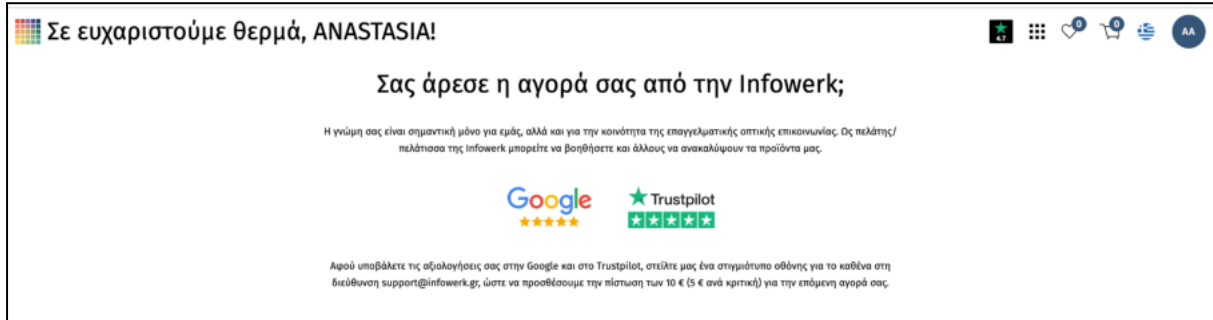 Σε ευχαριστούμε θερμά, ANASTASIA!
4.7
0
0
AA
Σας άρεσε η αγορά σας από την Infowerk;
Η γνώμη σας είναι σημαντική μόνο για εμάς, αλλά και για την κοινότητα της επαγγελματικής οπτικής επικοινωνίας. Ως πελάτης/
πελάτισσα της Infowerk μπορείτε να βοηθήσετε και άλλους να ανακαλύψουν τα προϊόντα μας.
Google
Trustpilot
Αφού υποβάλετε τις αξιολογήσεις σας στην Google και στο Trustpilot, στείλτε μας ένα στιγμιότυπο οθόνης για το καθένα στη
διεύθυνση support@infowerk.gr, ώστε να προσθέσουμε την πίστωση των 10 € (5 € ανά κριτική) για την επόμενη αγορά σας.